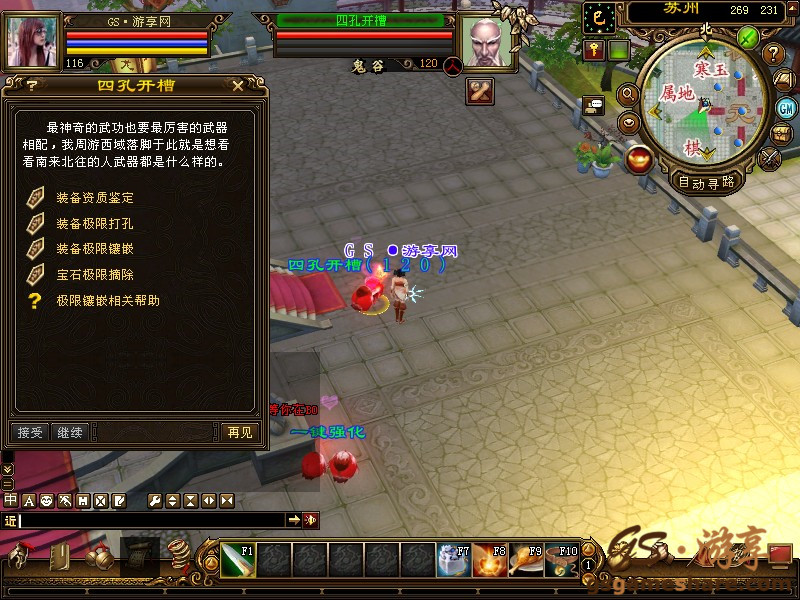 GS·游享网
116
四孔开槽
鬼谷
120
苏州
269 231
北
寒玉
属地
棋
GM
自动寻路
四孔开槽
最神奇的武功也要最厉害的武器
相配，我周游西域落脚于此就是想看
看南来北往的人武器都是什么样的。
装备资质鉴定
装备极限打孔
装备极限镶嵌
宝石极限摘除
极限镶嵌相关帮助
接受
继续
再见
GS●游享网
四孔开槽(120)
一健强化
中
A
近
F1
F7
F8
F9
F10
1
GS·游享